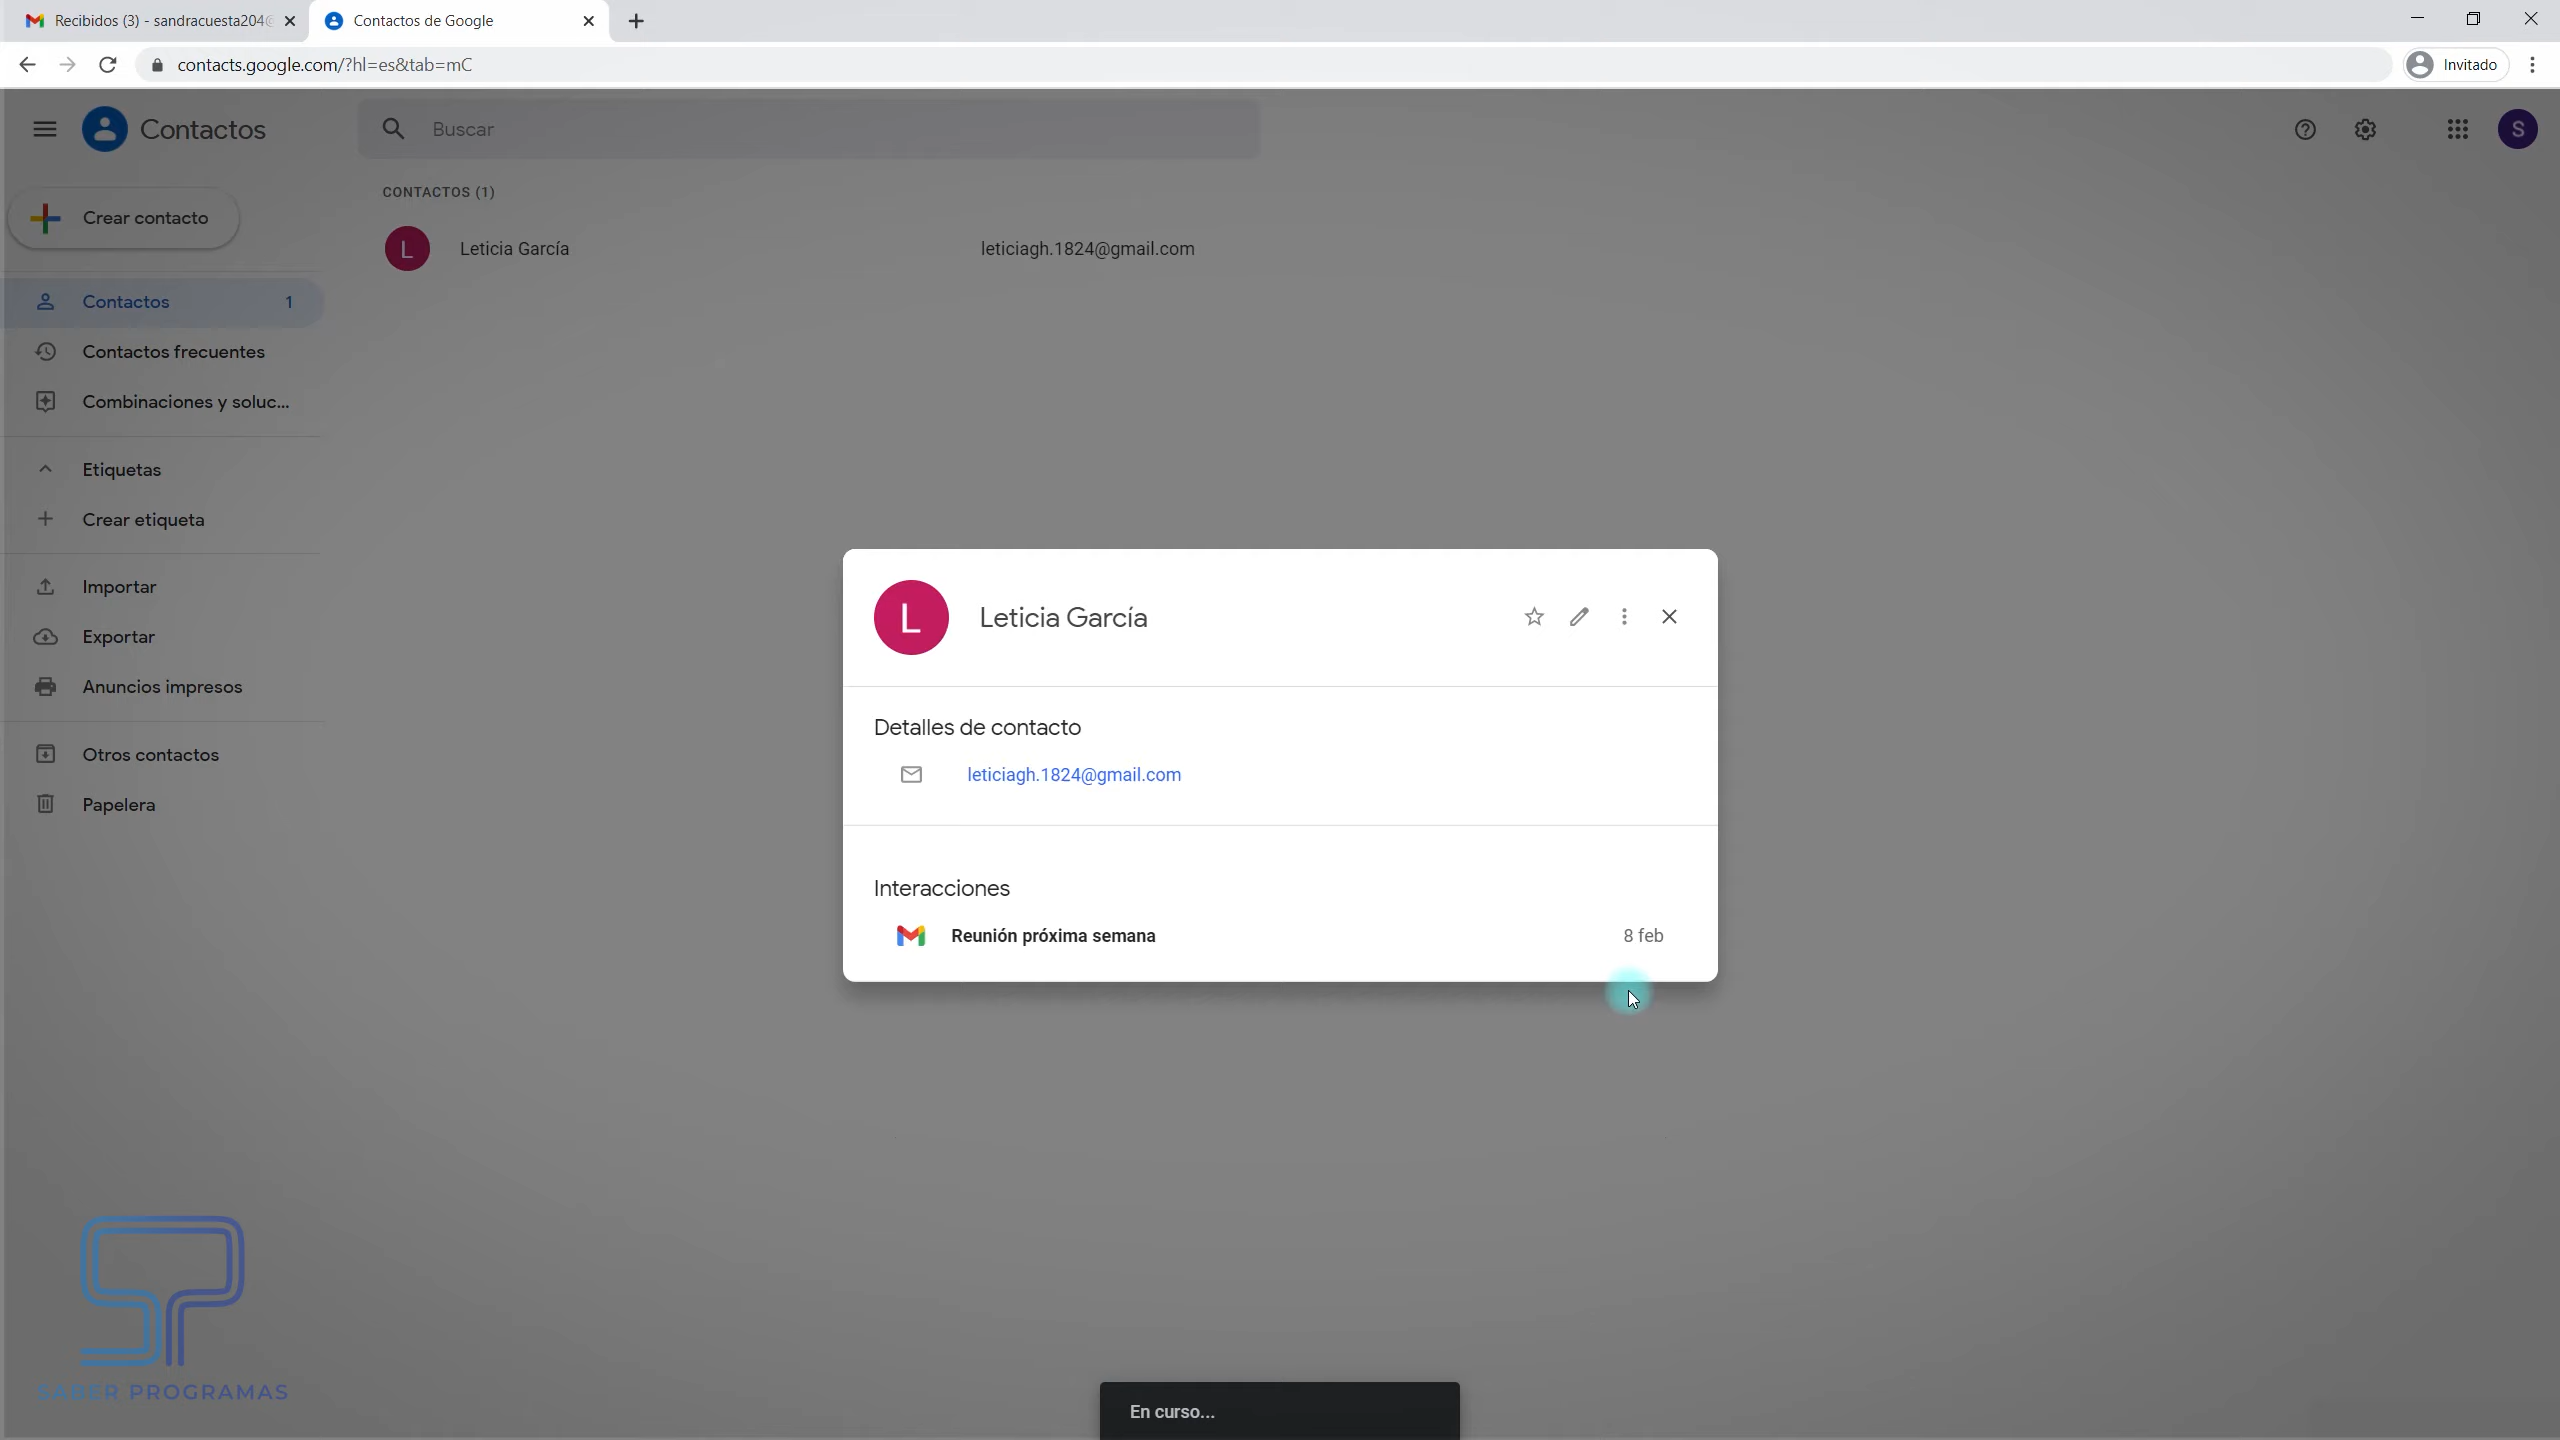 Recibidos (3) - sandracuesta204@
Contactos de Google
contacts.google.com/?hl=es&tab=mC
Invitado
Contactos
Buscar
S
Crear contacto
CONTACTOS (1)
L
Leticia García
leticiagh.1824@gmail.com
Contactos
1
Contactos frecuentes
Combinaciones y soluc...
Etiquetas
Crear etiqueta
Importar
Exportar
Anuncios impresos
Otros contactos
Papelera
L
Leticia García
Detalles de contacto
leticiagh.1824@gmail.com
Interacciones
Reunión próxima semana
8 feb
SABER PROGRAMAS
En curso...